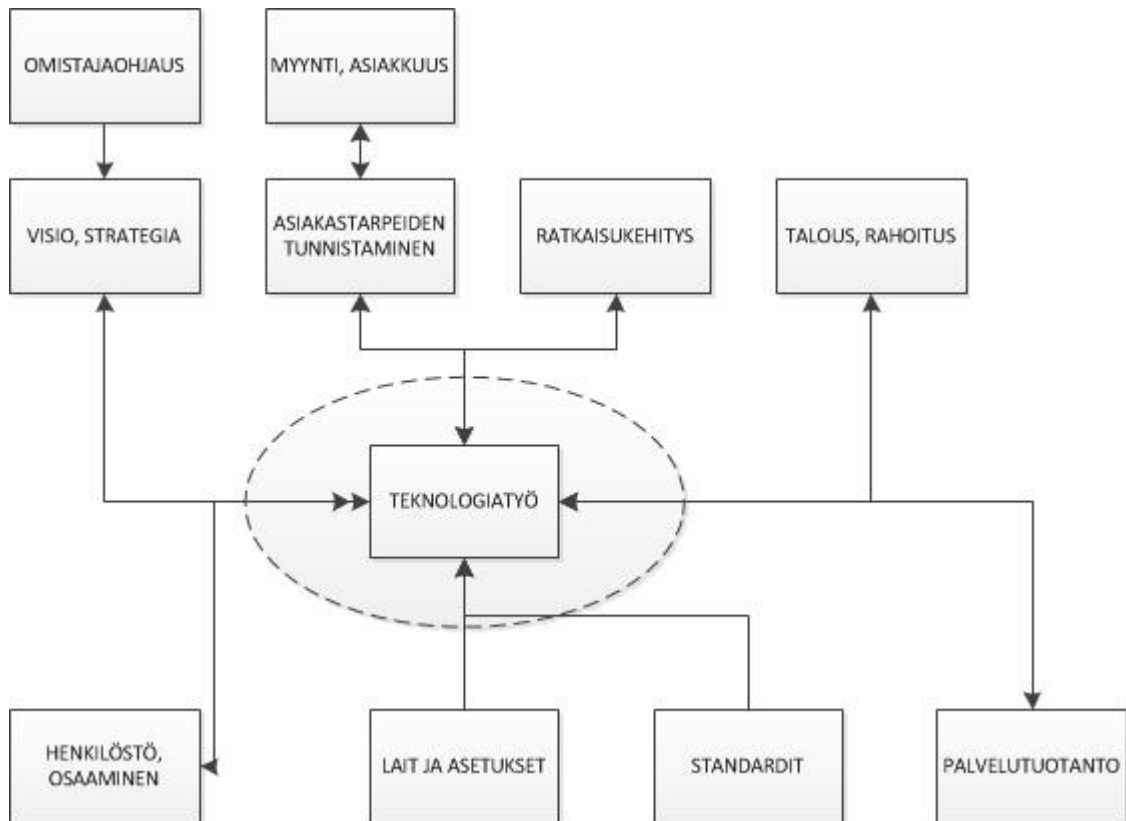 OMISTAJAOHJAUS
MYYNTI, ASIAKKUUS
VISIO, STRATEGIA
ASIAKASTARPEIDEN
TUNNISTAMINEN
RATKAISUKEHITYS
TALOUS, RAHOITUS
TEKNOLOGIATYÖ
HENKILÖSTÖ,
OSAAMINEN
LAIT JA ASETUKSET
STANDARDIT
PALVELUTUOTANTO